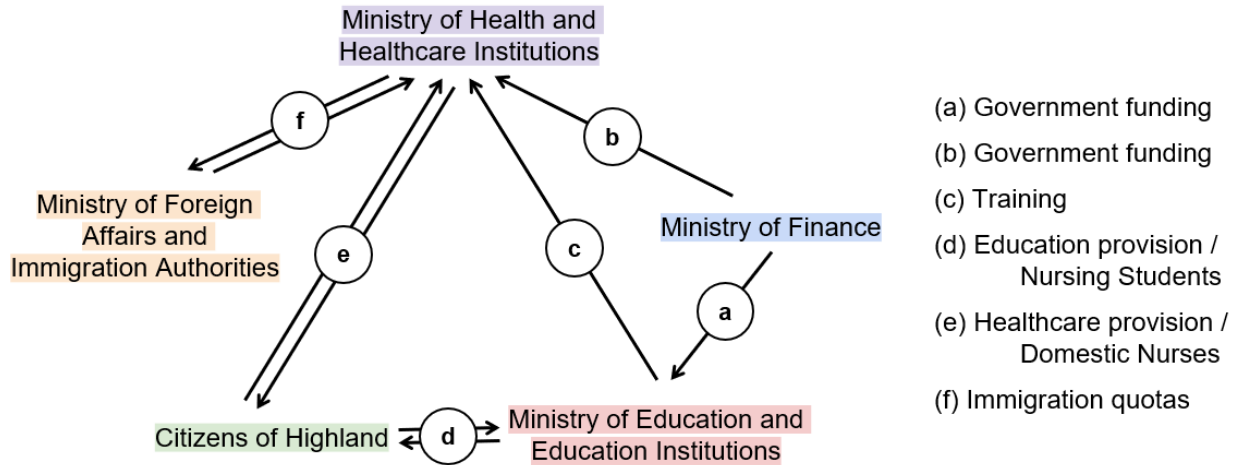 Ministry of Health and
Healthcare Institutions
f
b
Ministry of Foreign
Affairs and
Immigration Authorities
Ministry of Finance
e
c
a
Citizens of Highland
d
Ministry of Education and
Education Institutions
(a) Government funding
(b) Government funding
(c) Training
(d) Education provision /
Nursing Students
(e) Healthcare provision /
Domestic Nurses
(f) Immigration quotas